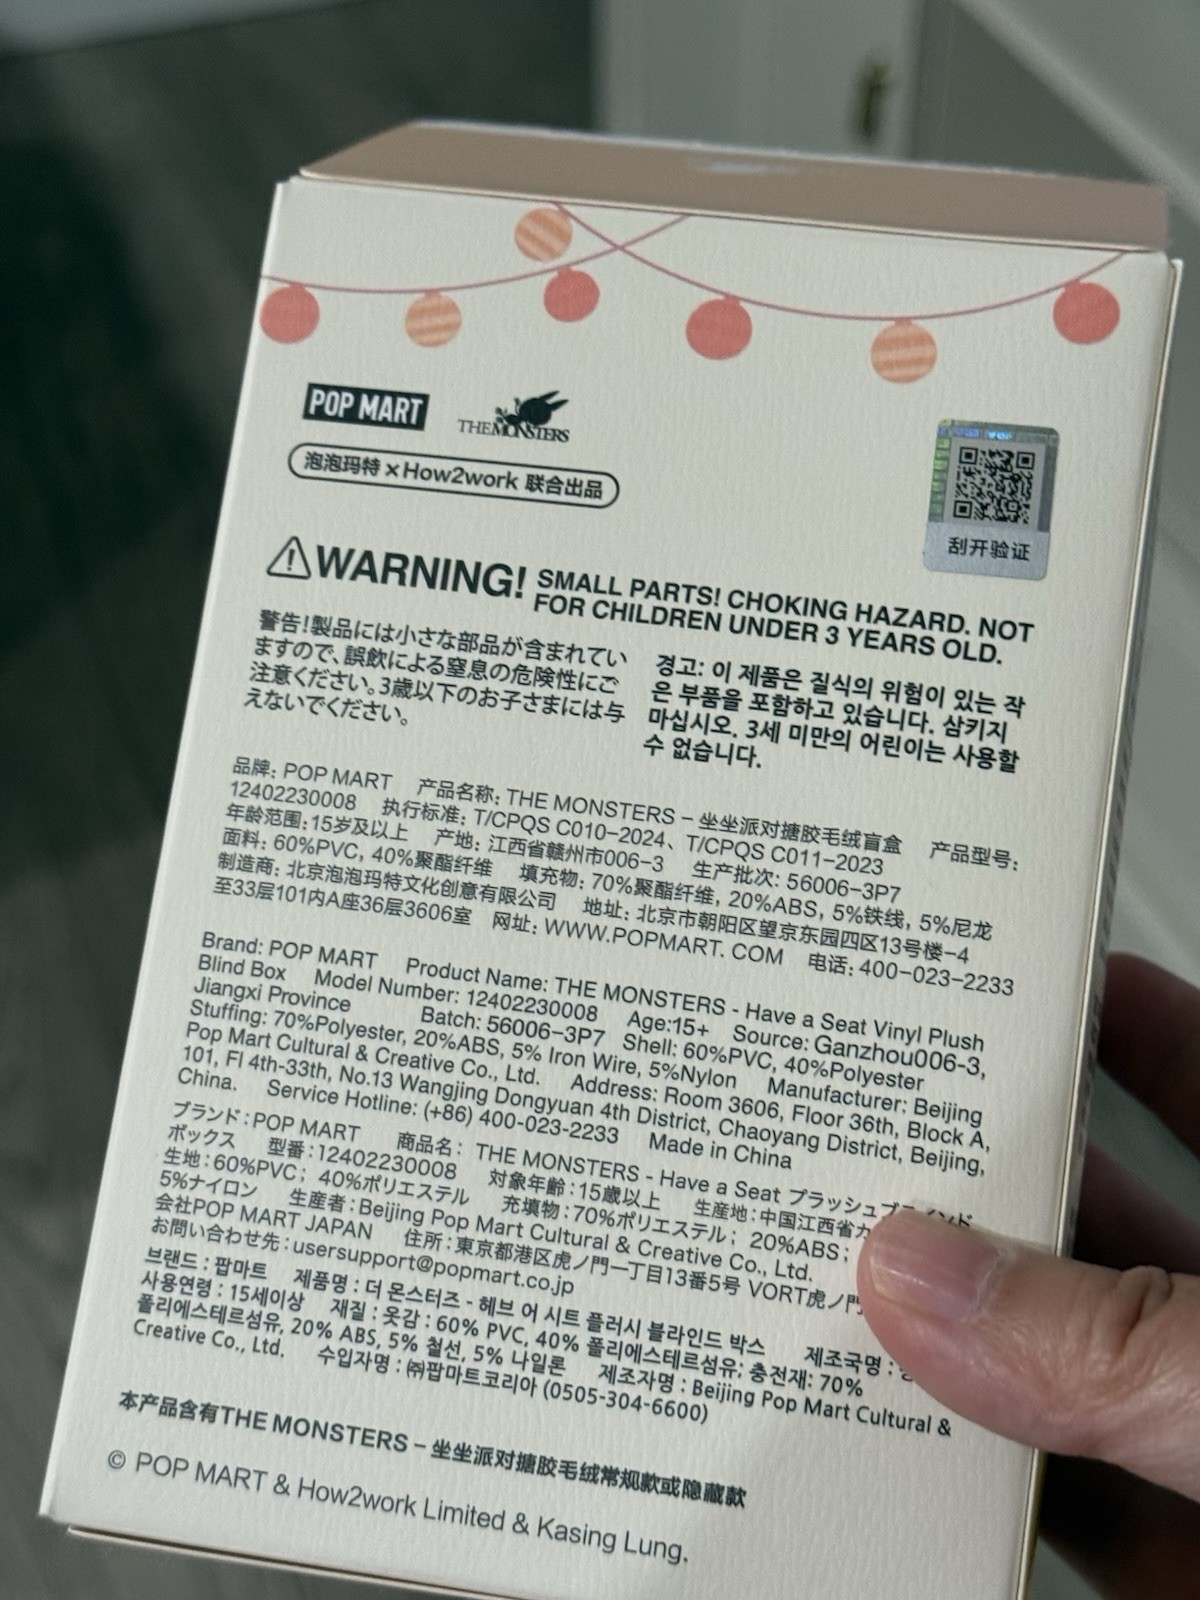 POP MART
THE MONSTERS
泡泡玛特×How2work 联合出品
刮开验证
WARNING! SMALL PARTS! CHOKING HAZARD. NOT
FOR CHILDREN UNDER 3 YEARS OLD.
警告!製品には小さな部品が含まれてい
ますので、誤飲による窒息の危険性にご
注意ください。3歳以下のお子さまには与
えないでください。
경고: 이 제품은 질식의 위험이 있는 작
은 부품을 포함하고 있습니다. 삼키지
마십시오. 3세 미만의 어린이는 사용할
수 없습니다.
品牌: POP MART 产品名称: THE MONSTERS – 坐坐派对搪胶毛绒盲盒 产品型号:
12402230008 执行标准: T/CPQS C010-2024、T/CPQS C011-2023
年龄范围:15岁及以上 产地: 江西省赣州市006-3 生产批次: 56006-3P7
面料: 60%PVC, 40%聚酯纤维 填充物: 70%聚酯纤维, 20%ABS, 5%铁线, 5%尼龙
制造商: 北京泡泡玛特文化创意有限公司 地址: 北京市朝阳区望京东园四区13号楼-4
至33层101内A座36层3606室 网址: WWW.POPMART. COM 电话: 400-023-2233
Brand: POP MART Product Name: THE MONSTERS - Have a Seat Vinyl Plush
Blind Box Model Number: 12402230008 Age:15+ Source: Ganzhou006-3,
Jiangxi Province Batch: 56006-3P7 Shell: 60%PVC, 40%Polyester
Stuffing: 70%Polyester, 20%ABS, 5% Iron Wire, 5%Nylon Manufacturer: Beijing
Pop Mart Cultural & Creative Co., Ltd. Address: Room 3606, Floor 36th, Block A,
101, Fl 4th-33th, No.13 Wangjing Dongyuan 4th District, Chaoyang District, Beijing,
China. Service Hotline: (+86) 400-023-2233 Made in China
ブランド:POP MART 商品名: THE MONSTERS - Have a Seat プラッシュブラインド
ボックス 型番:12402230008 対象年齢:15歳以上 生産地:中国江西省
生地:60%PVC; 40%ポリエステル 充填物:70%ポリエステル; 20%ABS;
5%ナイロン 生産者:Beijing Pop Mart Cultural & Creative Co., Ltd.
会社POP MART JAPAN 住所:東京都港区虎ノ門一丁目13番5号 VORT虎ノ門
お問い合わせ先:usersupport@popmart.co.jp
브랜드 : 팝마트 제품명 : 더 몬스터즈 - 헤브 어 시트 플러시 블라인드 박스 제조국명 :
사용연령 : 15세이상 재질 : 옷감 : 60% PVC, 40% 폴리에스테르섬유; 충전재: 70%
폴리에스테르섬유, 20% ABS, 5% 철선, 5% 나일론 제조자명 : Beijing Pop Mart Cultural &
Creative Co., Ltd. 수입자명 : ㈜팝마트코리아 (0505-304-6600)
本产品含有THE MONSTERS – 坐坐派对搪胶毛绒常规款或隐藏款
© POP MART & How2work Limited & Kasing Lung.